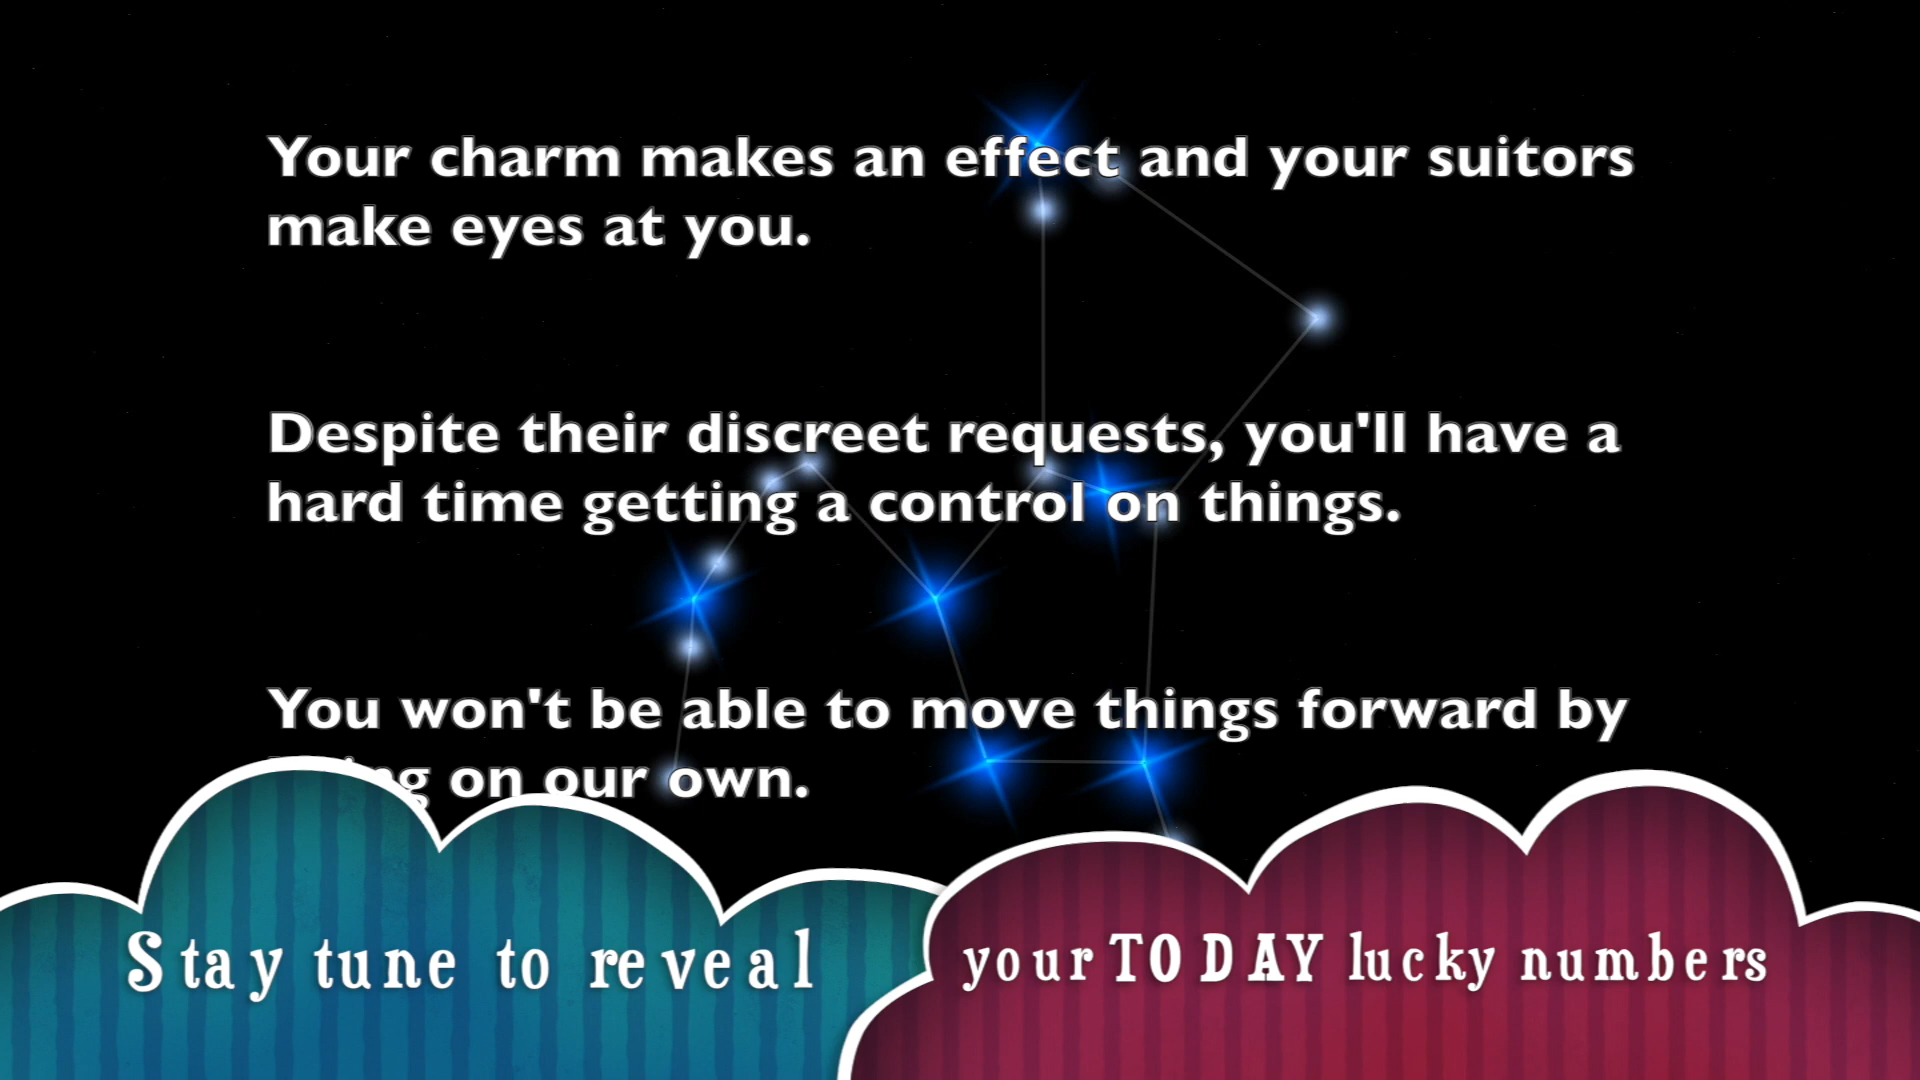 Your charm makes an effect and your suitors
make eyes at you.
Despite their discreet requests, you'll have a
hard time getting a control on things.
You won't be able to move things forward by
on our own.
Stay tune to reveal
your TODAY lucky numbers